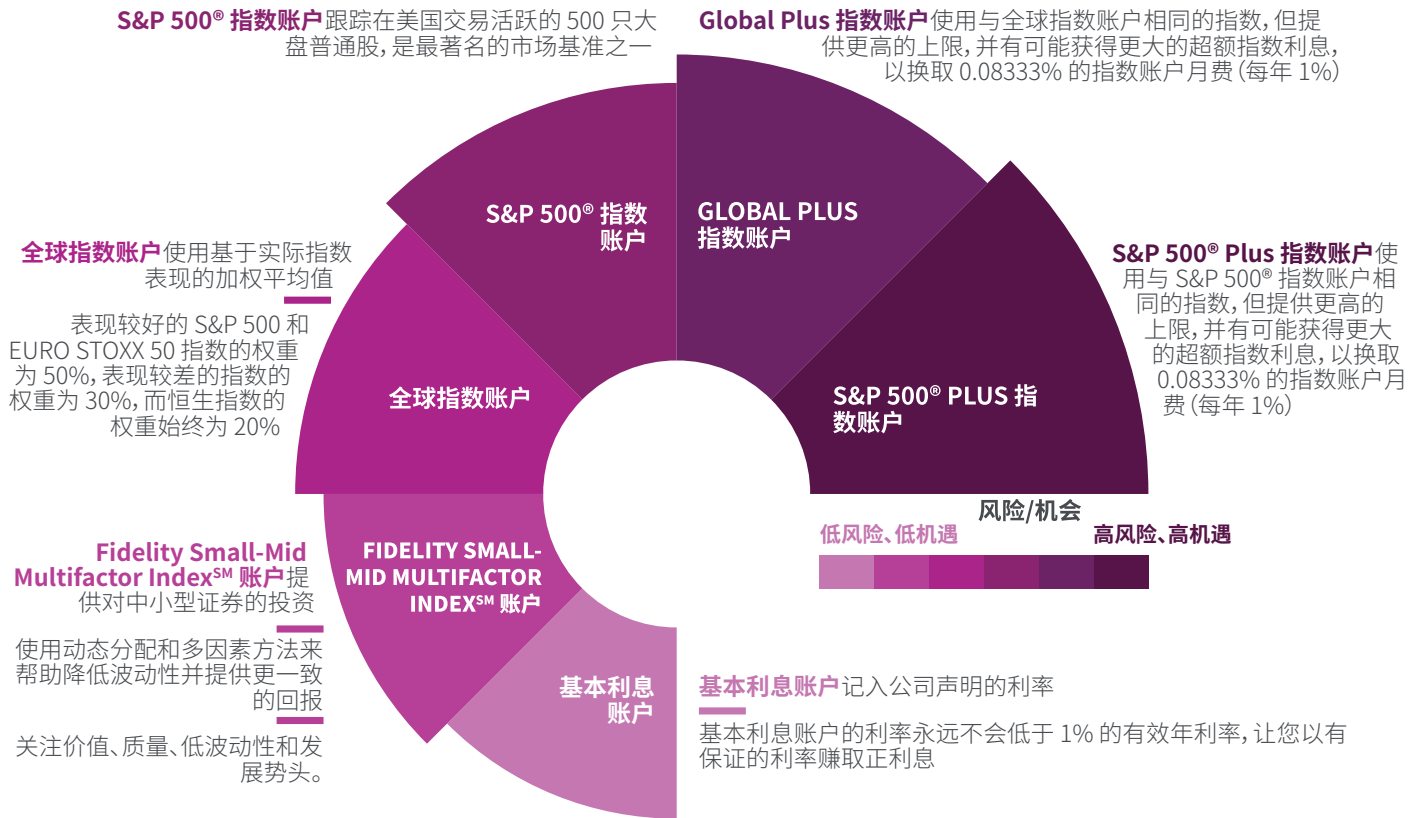 S&P 500® 指数账户跟踪在美国交易活跃的 500 只大
盘普通股，是最著名的市场基准之一
Global Plus 指数账户使用与全球指数账户相同的指数，但提
供更高的上限，并有可能获得更大的超额指数利息，
以换取 0.08333% 的指数账户月费（每年 1%）
S&P 500® 指数
账户
GLOBAL PLUS
指数账户
全球指数账户使用基于实际指数
表现的加权平均值
表现较好的 S&P 500 和
EURO STOXX 50 指数的权重
为 50%，表现较差的指数的
权重为 30%，而恒生指数的
权重始终为 20%
S&P 500® Plus 指数账户使
用与 S&P 500® 指数账户相
同的指数，但提供更高的
上限，并有可能获得更大
的超额指数利息，以换取
0.08333% 的指数账户月
费（每年 1%）
全球指数账户
S&P 500® PLUS 指
数账户
风险/机会
低风险、低机遇
高风险、高机遇
Fidelity Small-Mid
Multifactor Index℠ 账户提
供对中小型证券的投资
使用动态分配和多因素方法来
帮助降低波动性并提供更一致
的回报
关注价值、质量、低波动性和发
展势头。
FIDELITY SMALL-
MID MULTIFACTOR
INDEX℠ 账户
基本利息
账户
基本利息账户记入公司声明的利率
基本利息账户的利率永远不会低于 1% 的有效年利率，让您以有
保证的利率赚取正利息